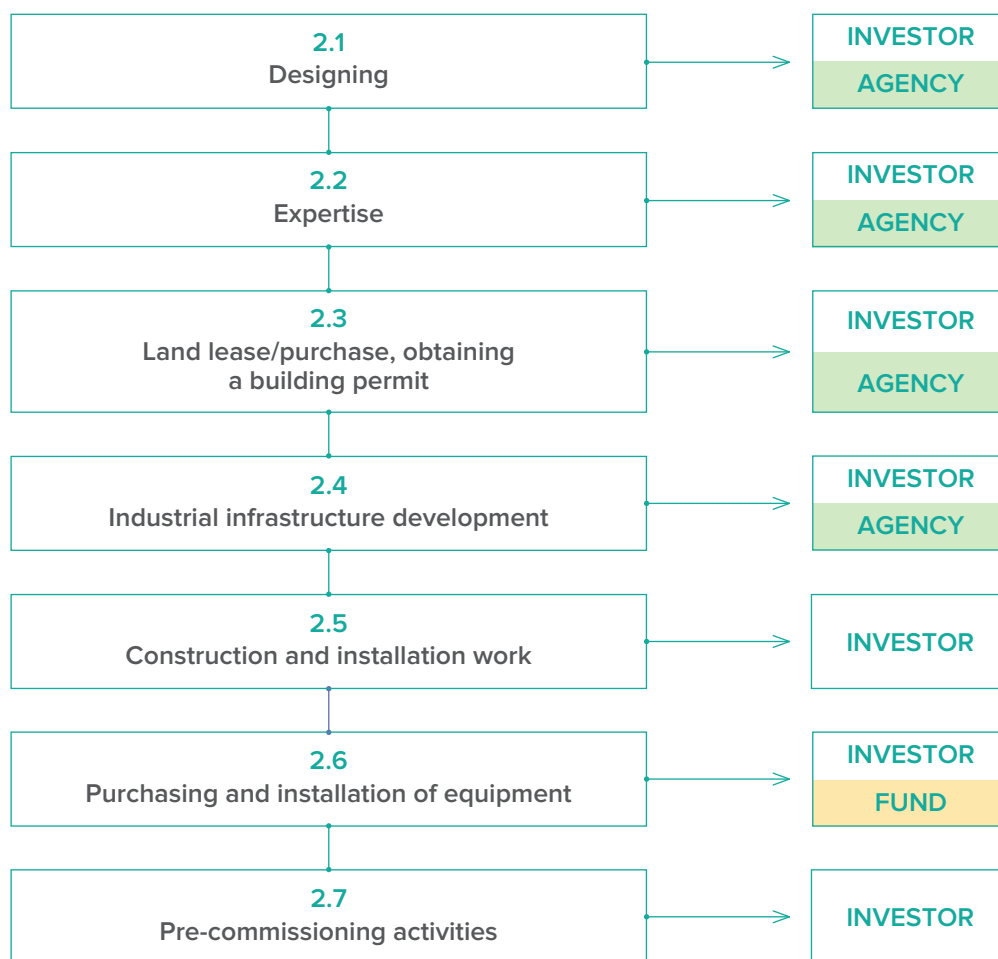 2.1
Designing
INVESTOR
AGENCY
2.2
Expertise
INVESTOR
AGENCY
2.3
Land lease/purchase, obtaining
a building permit
INVESTOR
AGENCY
2.4
Industrial infrastructure development
INVESTOR
AGENCY
2.5
Construction and installation work
INVESTOR
2.6
Purchasing and installation of equipment
INVESTOR
FUND
2.7
Pre-commissioning activities
INVESTOR